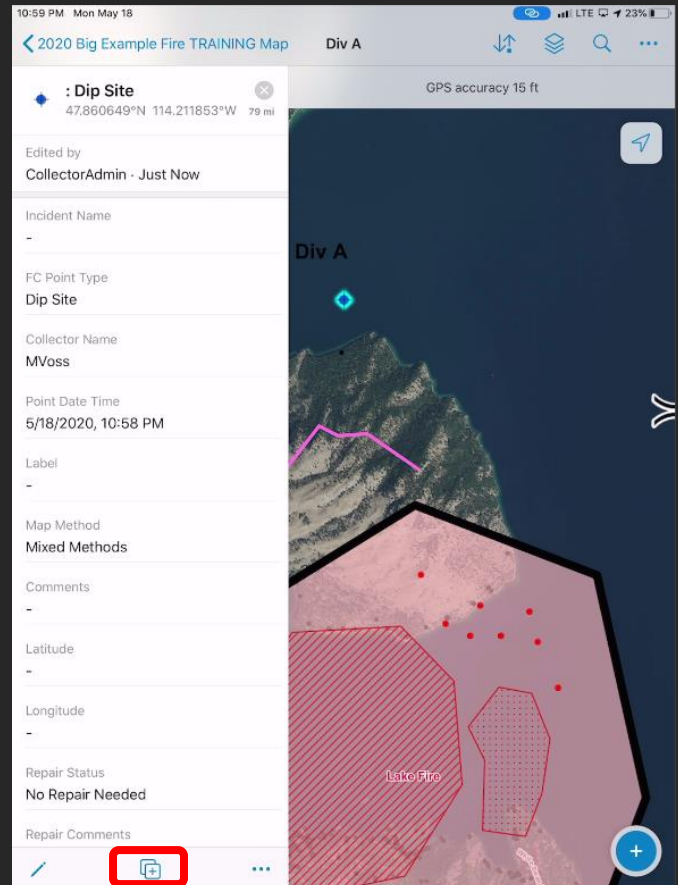 10:59 PM Mon May 18
LTE 23%
2020 Big Example Fire TRAINING Map
Div A
: Dip Site
47.860649°N 114.211853°W 79 mi
GPS accuracy 15 ft
Edited by
CollectorAdmin · Just Now
Incident Name
-
FC Point Type
Dip Site
Collector Name
MVoss
Point Date Time
5/18/2020, 10:58 PM
Label
-
Map Method
Mixed Methods
Comments
-
Latitude
-
Longitude
-
Repair Status
No Repair Needed
Repair Comments
Div A
Lake Fire